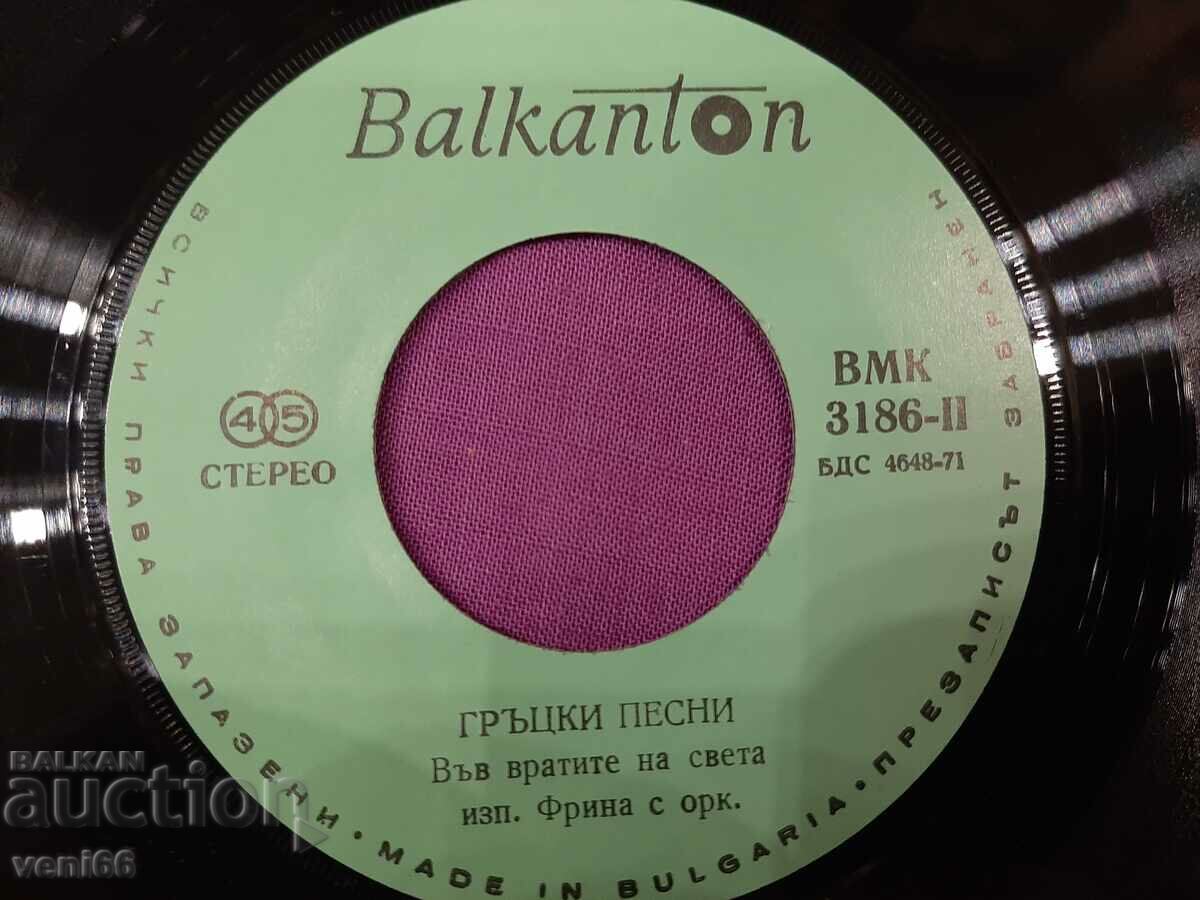 Balkanton
45
СТЕРЕО
ВМК
3186-II
БДС 4648-71
ГРЪЦКИ ПЕСНИ
Във вратите на света
изп. Фрина с орк.
ВСИЧКИ ПРАВА ЗАПАЗЕНИ • MADE IN BULGARIA • ПРЕЗАПИСЪТ ЗАБРАНЕН
BALKAN
auction
veni66